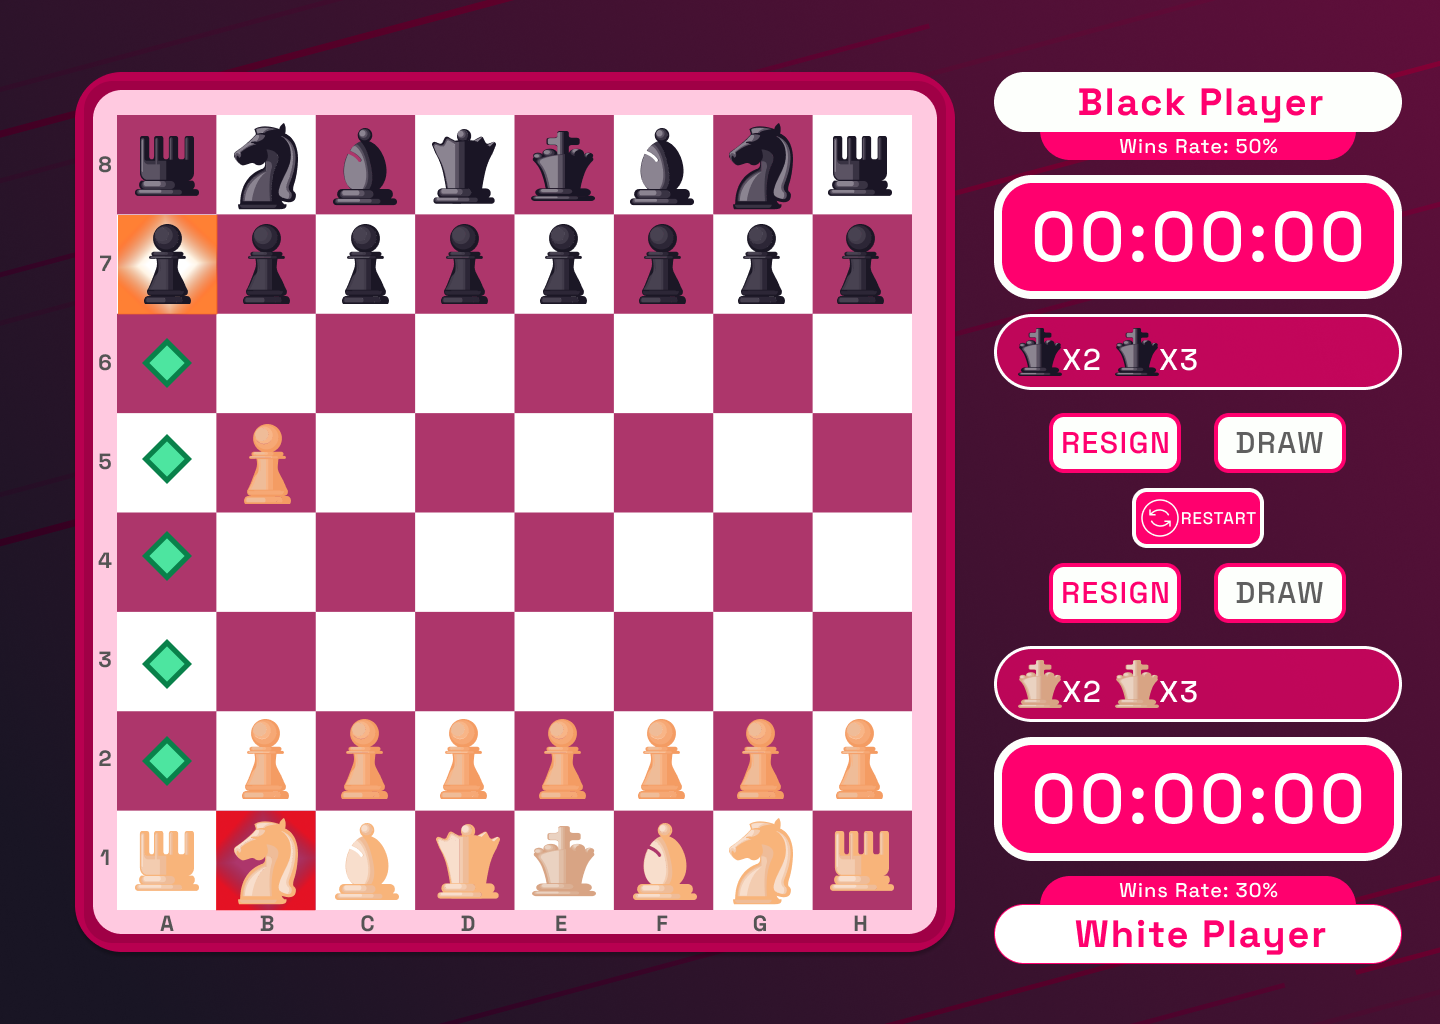 8
7
6
5
4
3
2
1
A B C D E F G H
Black Player
Wins Rate: 50%
00:00:00
X2 X3
RESIGN DRAW
RESTART
RESIGN DRAW
X2 X3
00:00:00
Wins Rate: 30%
White Player